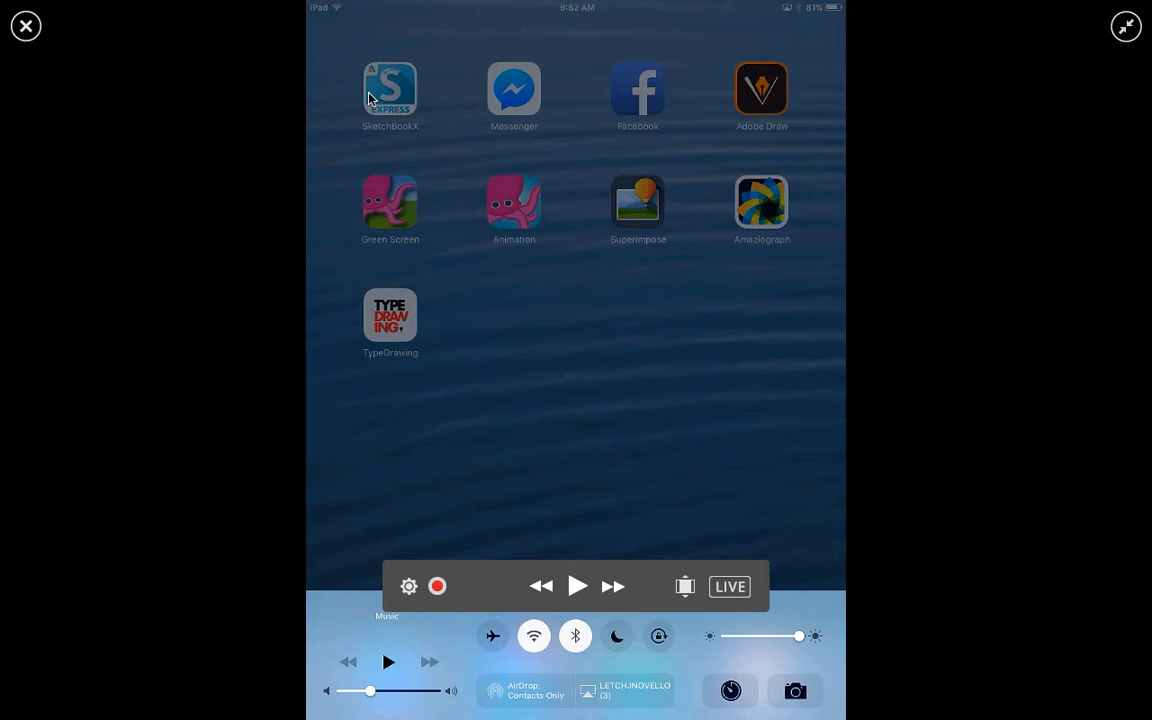 iPad 9:52 AM 81%
S
EXPRESS
SketchBookX Messenger Facebook Adobe Draw
Green Screen Animation Superimpose Amaziograph
TYPE
DRAW
ING
TypeDrawing
LIVE
Music
AirDrop:
Contacts Only
LETCHJNOVELLO
(3)